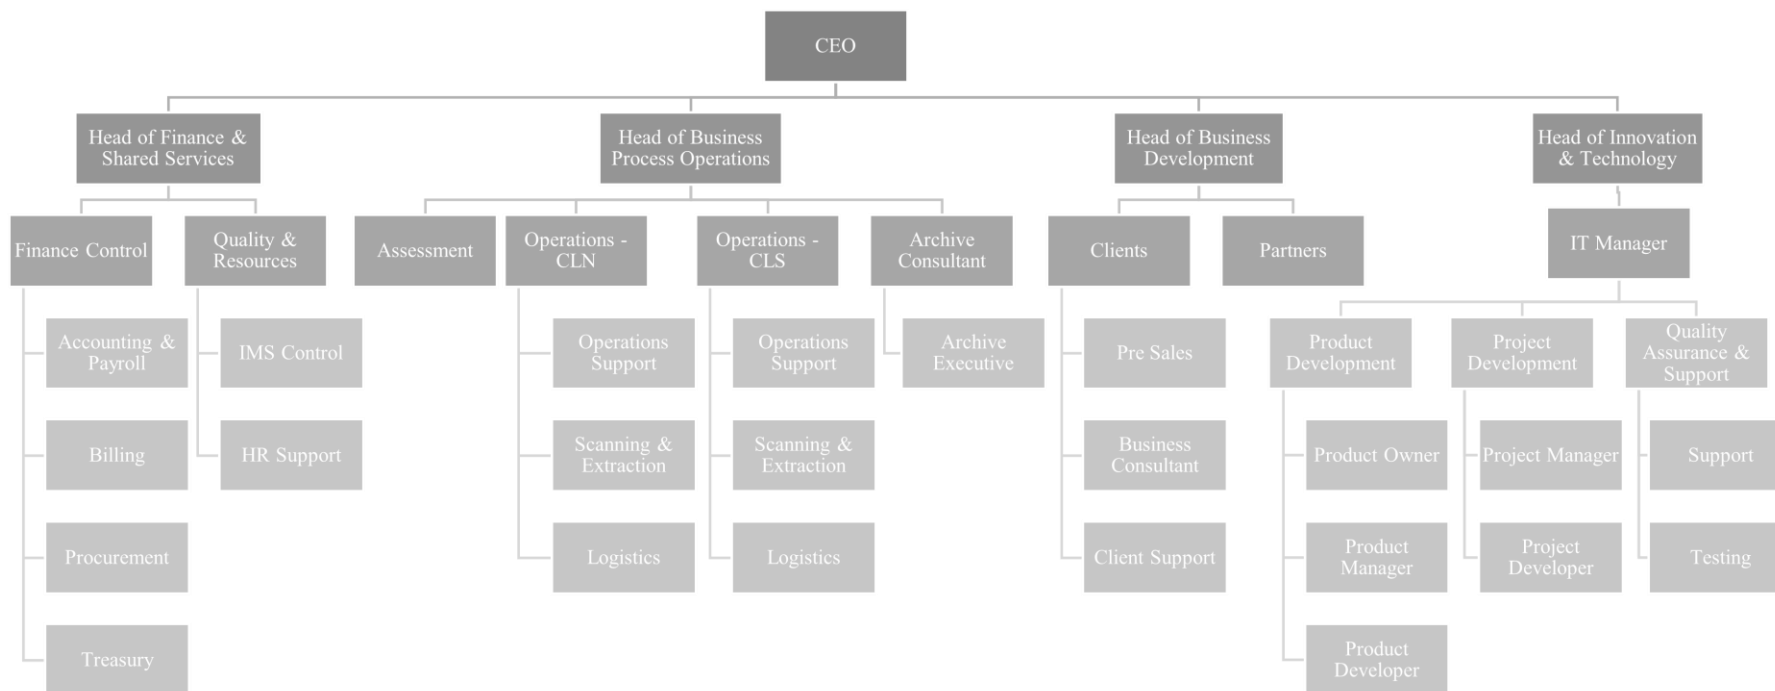 CEO
Head of Finance &
Shared Services
Head of Business
Process Operations
Head of Business
Development
Head of Innovation
& Technology
Finance Control
Quality &
Resources
Assessment
Operations -
CLN
Operations -
CLS
Archive
Consultant
Clients
Partners
IT Manager
Accounting &
Payroll
IMS Control
Operations
Support
Operations
Support
Archive
Executive
Pre Sales
Product
Development
Project
Development
Quality
Assurance &
Support
Billing
HR Support
Scanning &
Extraction
Scanning &
Extraction
Business
Consultant
Product Owner
Project Manager
Support
Procurement
Logistics
Logistics
Client Support
Product
Manager
Project
Developer
Testing
Treasury
Product
Developer